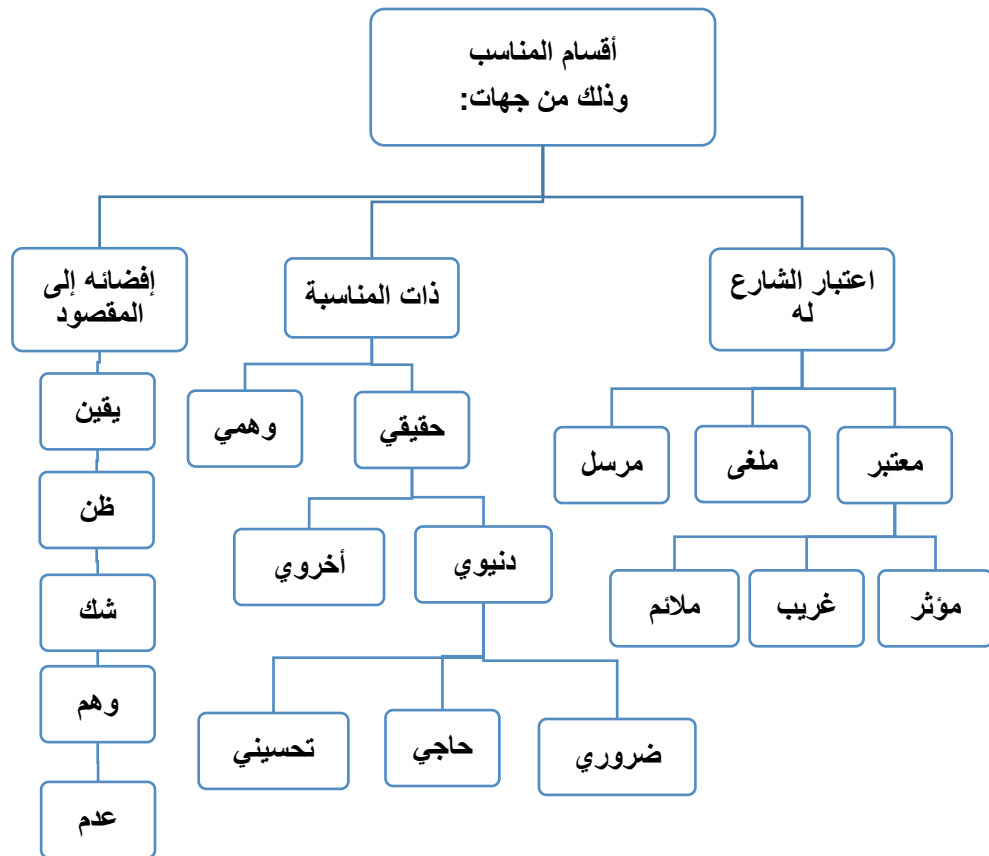 أقسام المناسب
وذلك من جهات:
اعتبار الشارع
له
ذات المناسبة
إفضائه إلى
المقصود
معتبر
ملغى
مرسل
مؤثر
غريب
ملائم
حقيقي
وهمي
دنيوي
أخروي
ضروري
حاجي
تحسيني
يقين
ظن
شك
وهم
عدم